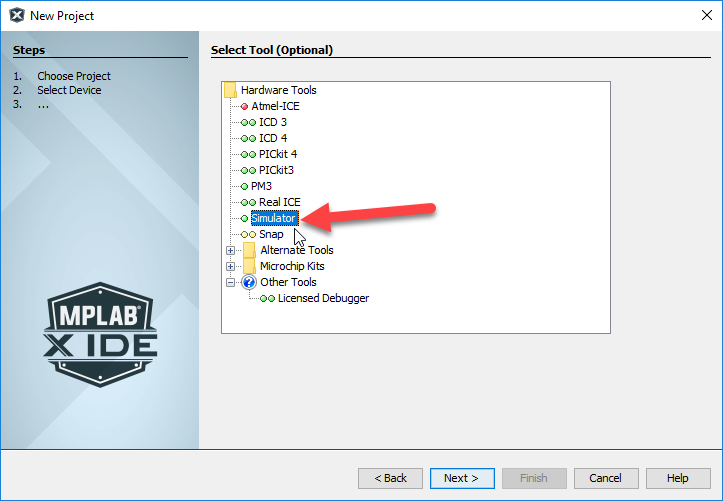 New Project
Steps
1. Choose Project
2. Select Device
3. ...
MPLAB®
X IDE
Select Tool (Optional)
Hardware Tools
Atmel-ICE
ICD 3
ICD 4
PICkit 4
PICkit3
PM3
Real ICE
Simulator
Snap
Alternate Tools
Microchip Kits
Other Tools
Licensed Debugger
< Back Next > Finish Cancel Help